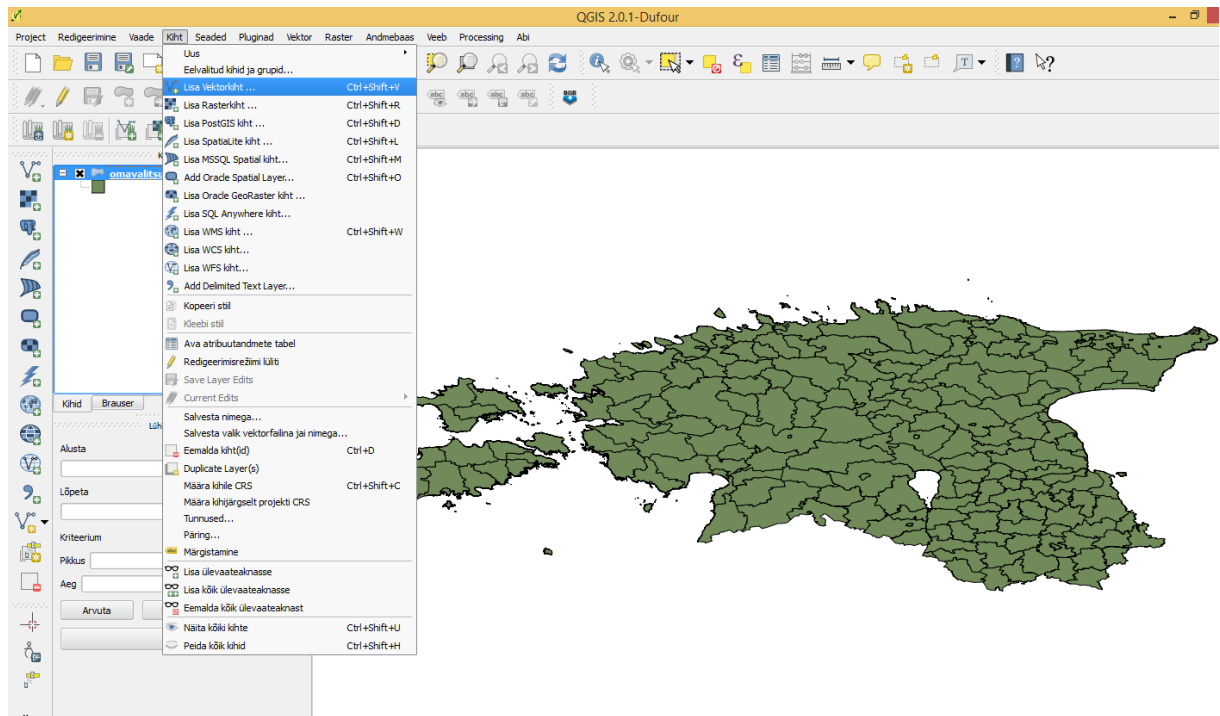 QGIS 2.0.1-Dufour
Project Redigeerimine Vaade Kiht Seaded Pluginad Vektor Raster Andmebaas Veeb Processing Abi
Uus
Eelvalitud kihid ja grupid...
Lisa Vektorkiht ... Ctrl+Shift+V
Lisa Rasterkiht ... Ctrl+Shift+R
Lisa PostGIS kiht ... Ctrl+Shift+D
Lisa SpatiaLite kiht ... Ctrl+Shift+L
Lisa MSSQL Spatial kiht... Ctrl+Shift+M
Add Oracle Spatial Layer... Ctrl+Shift+O
Lisa Oracle GeoRaster kiht ...
Lisa SQL Anywhere kiht...
Lisa WMS kiht ... Ctrl+Shift+W
Lisa WCS kiht...
Lisa WFS kiht...
Add Delimited Text Layer...
Kopeeri stiil
Kleebi stiil
Ava atribuutandmete tabel
Redigeerimisrežiimi lüliti
Save Layer Edits
Current Edits
Salvesta nimega...
Salvesta valik vektorfailina jai nimega...
Eemalda kiht(id) Ctrl+D
Duplicate Layer(s)
Määra kihile CRS Ctrl+Shift+C
Määra kihijärgselt projekti CRS
Tunnused...
Päring...
Märgistamine
Lisa ülevaateaknasse
Lisa kõik ülevaateaknasse
Eemalda kõik ülevaateaknast
Näita kõiki kihte Ctrl+Shift+U
Peida kõik kihid Ctrl+Shift+H
omavalitsu
Kihid Brauser
Lüh
Alusta
Lõpeta
Kriteerium
Pikkus
Aeg
Arvuta